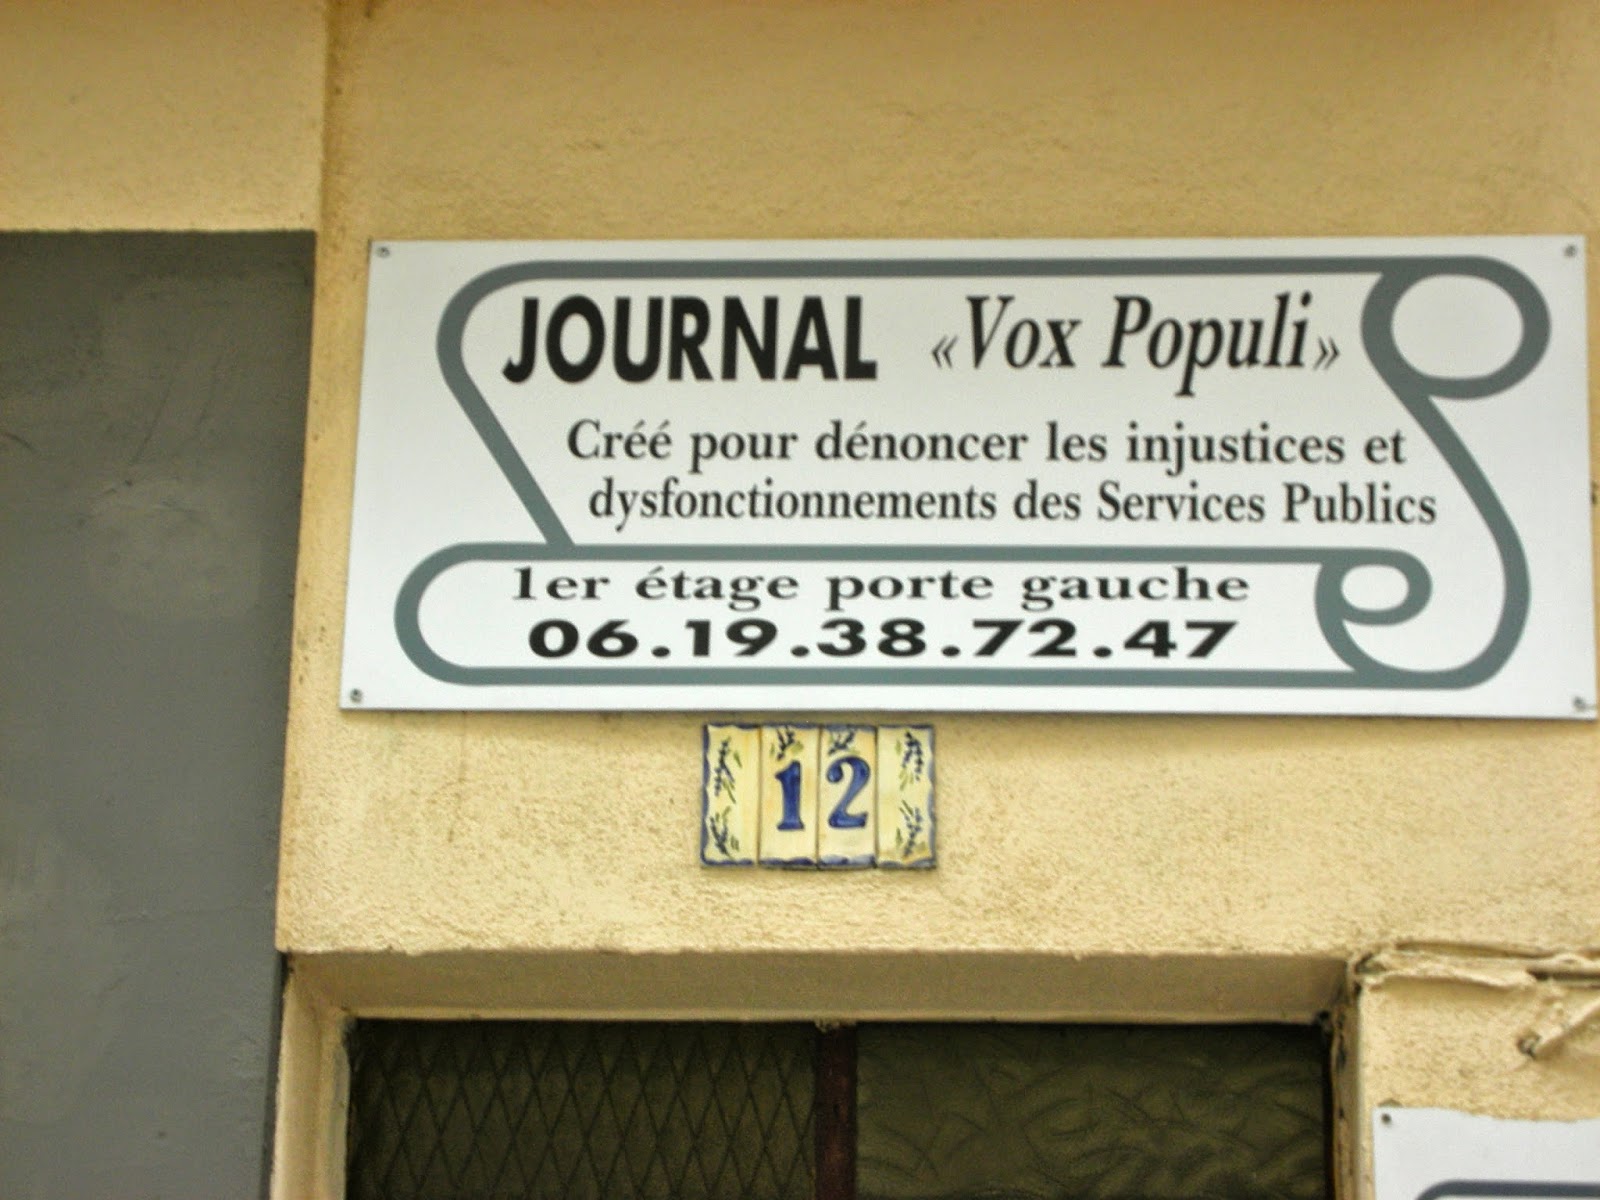 JOURNAL «Vox Populi»
Créé pour dénoncer les injustices et
dysfonctionnements des Services Publics
1er étage porte gauche
06.19.38.72.47
12